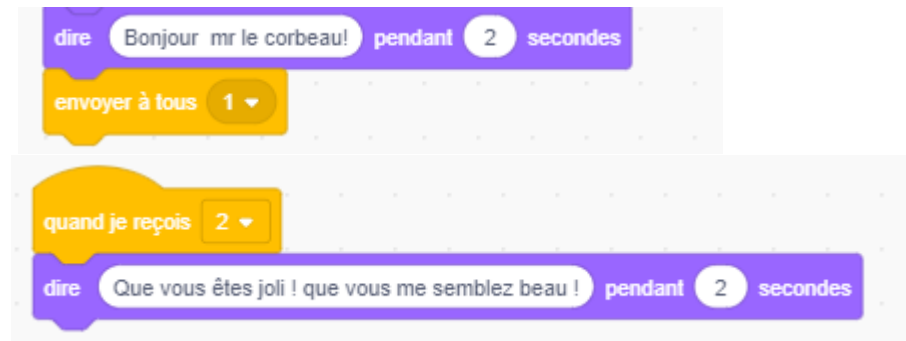 dire Bonjour mr le corbeau! pendant 2 secondes
envoyer à tous 1
quand je reçois 2
dire Que vous êtes joli ! que vous me semblez beau ! pendant 2 secondes